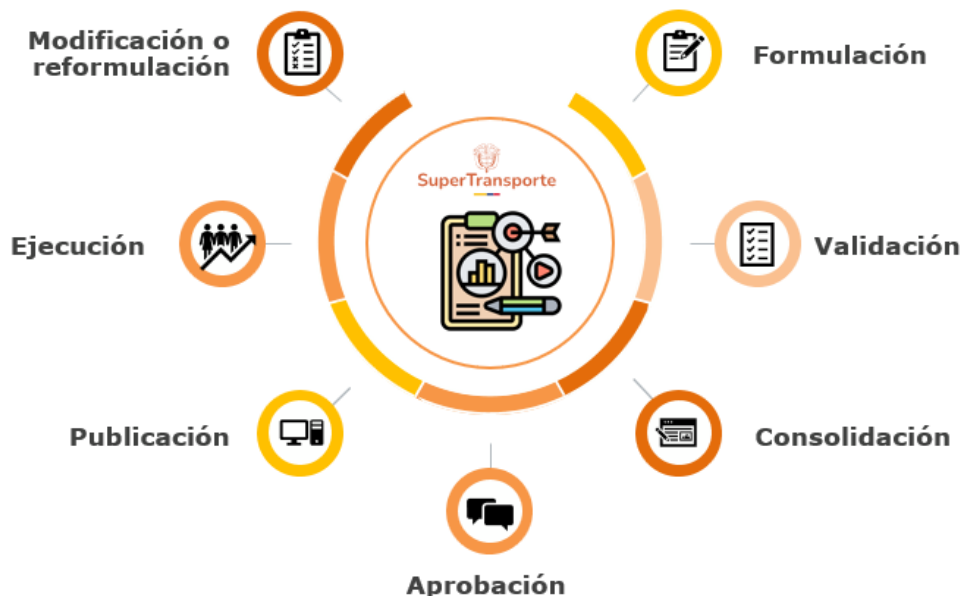 Modificación o
reformulación
Formulación
SuperTransporte
Ejecución
Validación
Publicación
Consolidación
Aprobación